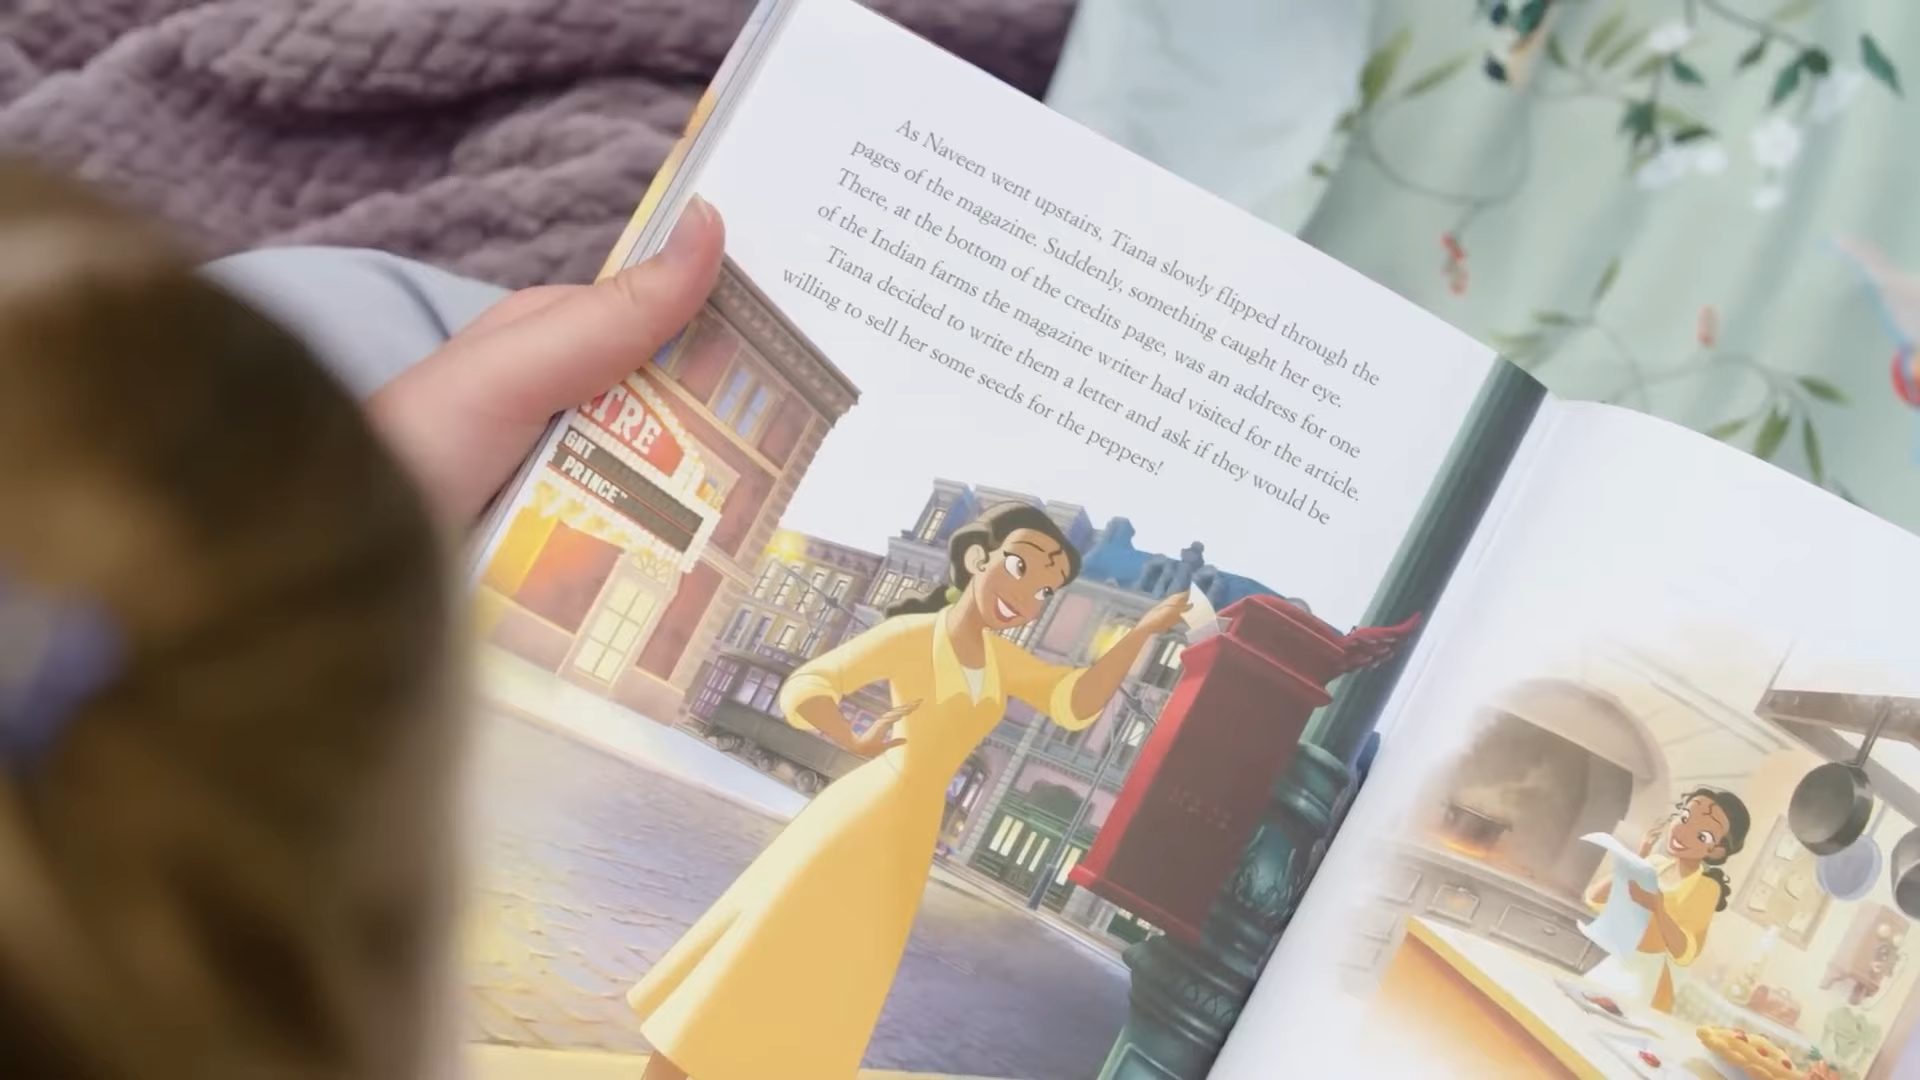 As Naveen went upstairs, Tiana slowly flipped through the
pages of the magazine. Suddenly, something caught her eye.
There, at the bottom of the credits page, was an address for one
of the Indian farms the magazine writer had visited for the article.
Tiana decided to write them a letter and ask if they would be
willing to sell her some seeds for the peppers!
TRE
GHT
PRINCE™